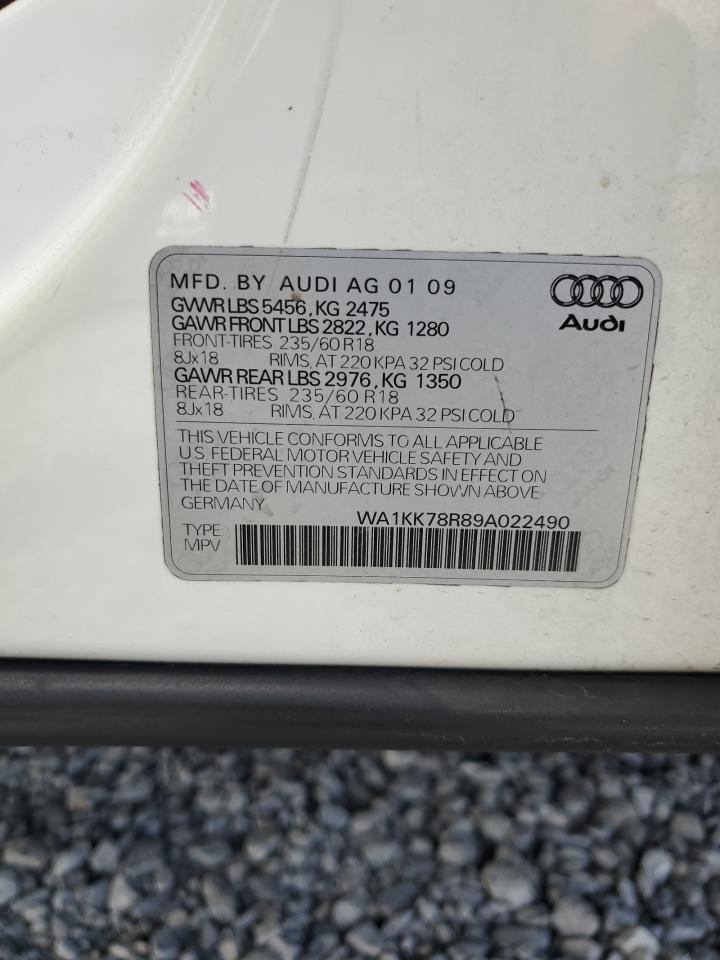 MFD. BY AUDI AG 01 09
GVWR LBS 5456, KG 2475
GAWR FRONT LBS 2822, KG 1280
FRONT-TIRES 235/60 R18
8Jx18 RIMS, AT 220 KPA 32 PSI COLD
GAWR REAR LBS 2976, KG 1350
REAR-TIRES 235/60 R18
8Jx18 RIMS, AT 220 KPA 32 PSI COLD
Audi
THIS VEHICLE CONFORMS TO ALL APPLICABLE
U.S. FEDERAL MOTOR VEHICLE SAFETY AND
THEFT PREVENTION STANDARDS IN EFFECT ON
THE DATE OF MANUFACTURE SHOWN ABOVE
GERMANY
WA1KK78R89A022490
TYPE
MPV